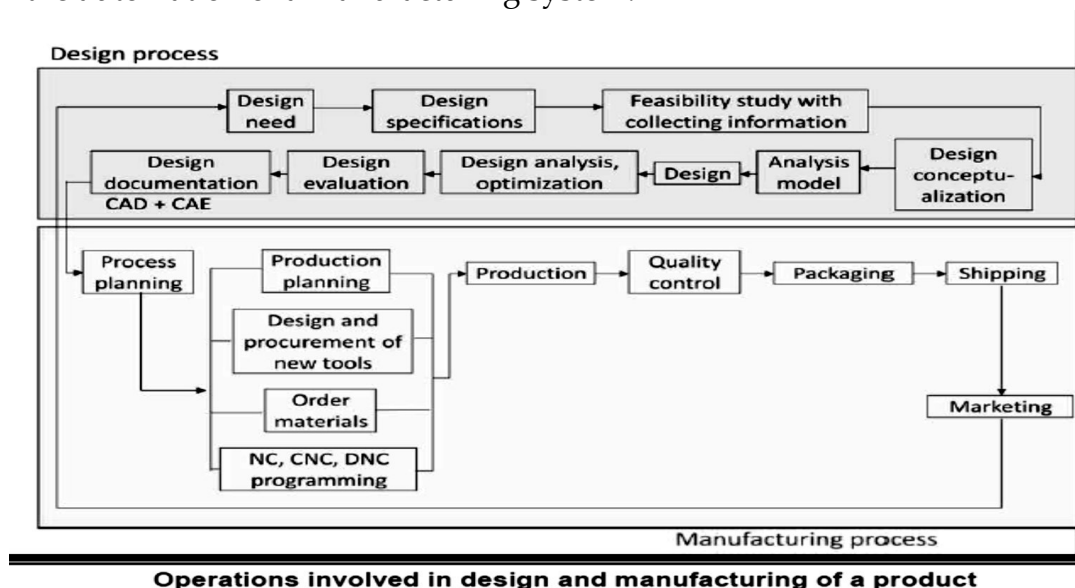 Design process
Design
need
Design
specifications
Feasibility study with
collecting information
Design
conceptu-
alization
Analysis
model
Design
Design analysis,
optimization
Design
evaluation
Design
documentation
CAD + CAE
Process
planning
Production
planning
Design and
procurement of
new tools
Order
materials
NC, CNC, DNC
programming
Production
Quality
control
Packaging
Shipping
Marketing
Manufacturing process
Operations involved in design and manufacturing of a product